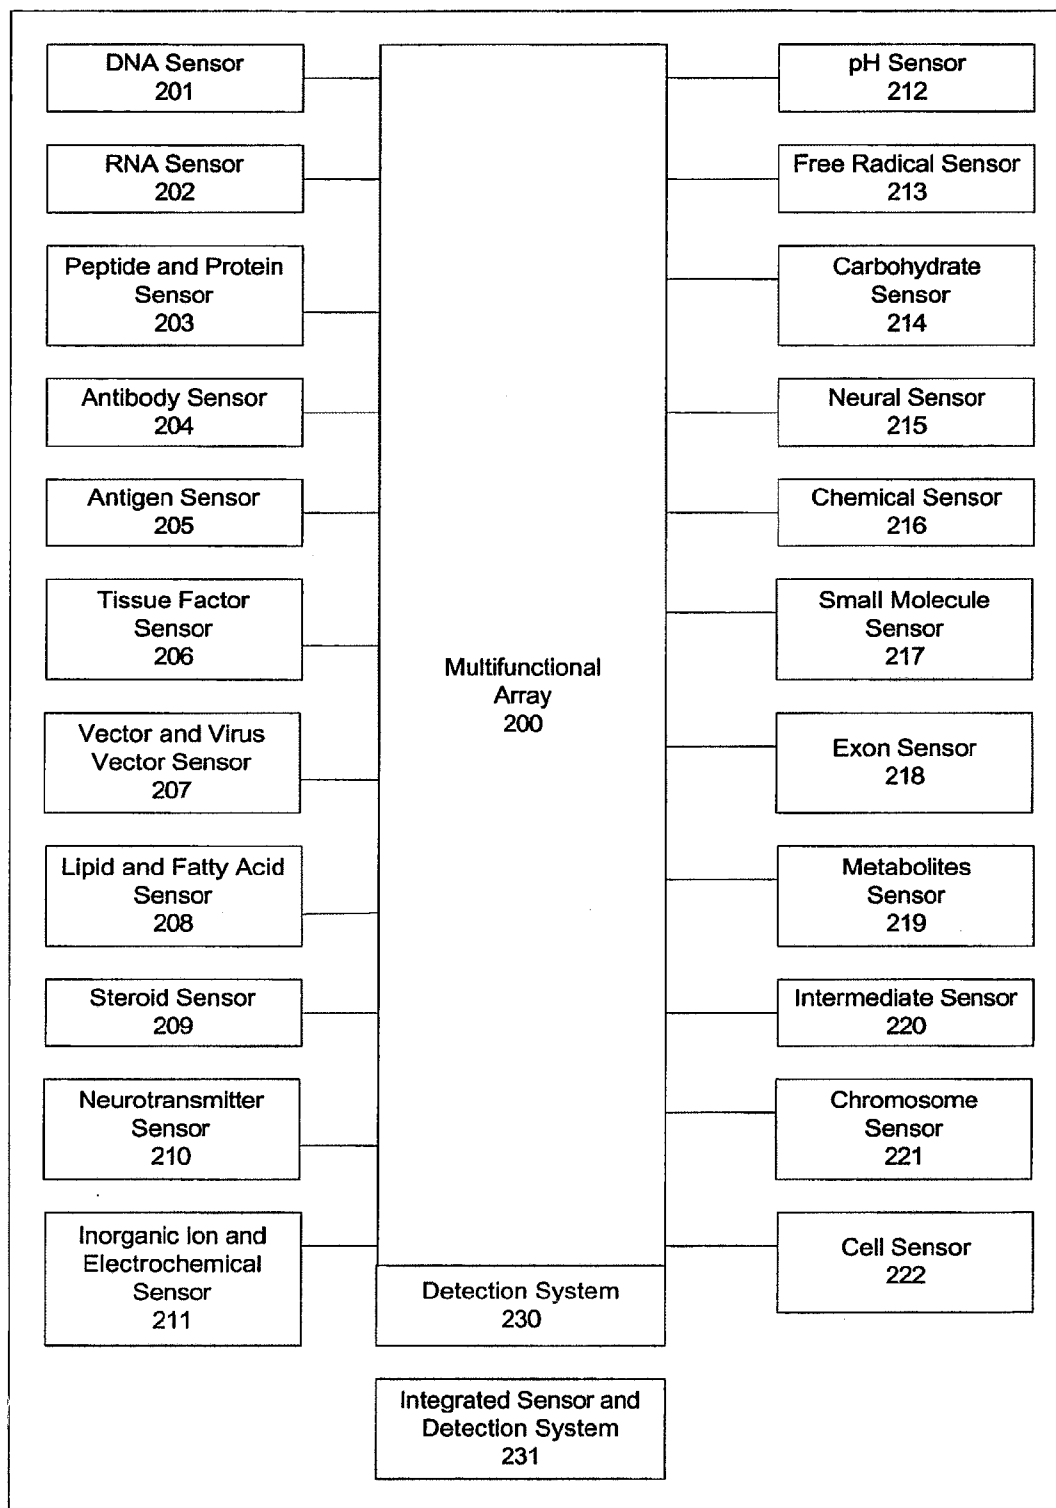 DNA Sensor
201
RNA Sensor
202
Peptide and Protein
Sensor
203
Antibody Sensor
204
Antigen Sensor
205
Tissue Factor
Sensor
206
Vector and Virus
Vector Sensor
207
Lipid and Fatty Acid
Sensor
208
Steroid Sensor
209
Neurotransmitter
Sensor
210
Inorganic Ion and
Electrochemical
Sensor
211
Multifunctional
Array
200
Detection System
230
Integrated Sensor and
Detection System
231
pH Sensor
212
Free Radical Sensor
213
Carbohydrate
Sensor
214
Neural Sensor
215
Chemical Sensor
216
Small Molecule
Sensor
217
Exon Sensor
218
Metabolites
Sensor
219
Intermediate Sensor
220
Chromosome
Sensor
221
Cell Sensor
222